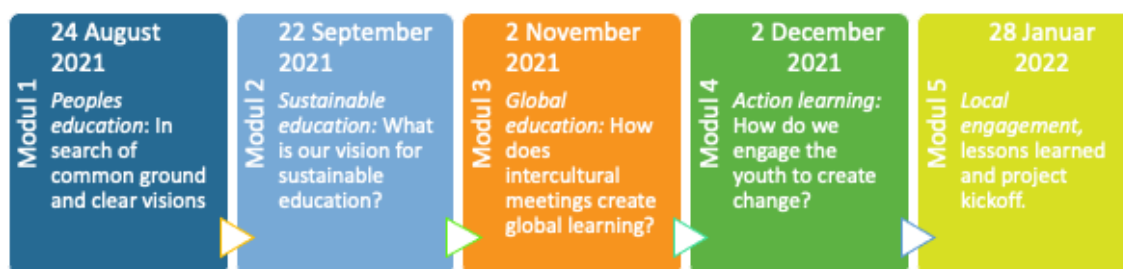 Modul 1
24 August
2021
Peoples
education: In
search of
common ground
and clear visions
Modul 2
22 September
2021
Sustainable
education: What
is our vision for
sustainable
education?
Modul 3
2 November
2021
Global
education: How
does
intercultural
meetings create
global learning?
Modul 4
2 December
2021
Action learning:
How do we
engage the
youth to create
change?
Modul 5
28 Januar
2022
Local
engagement,
lessons learned
and project
kickoff.